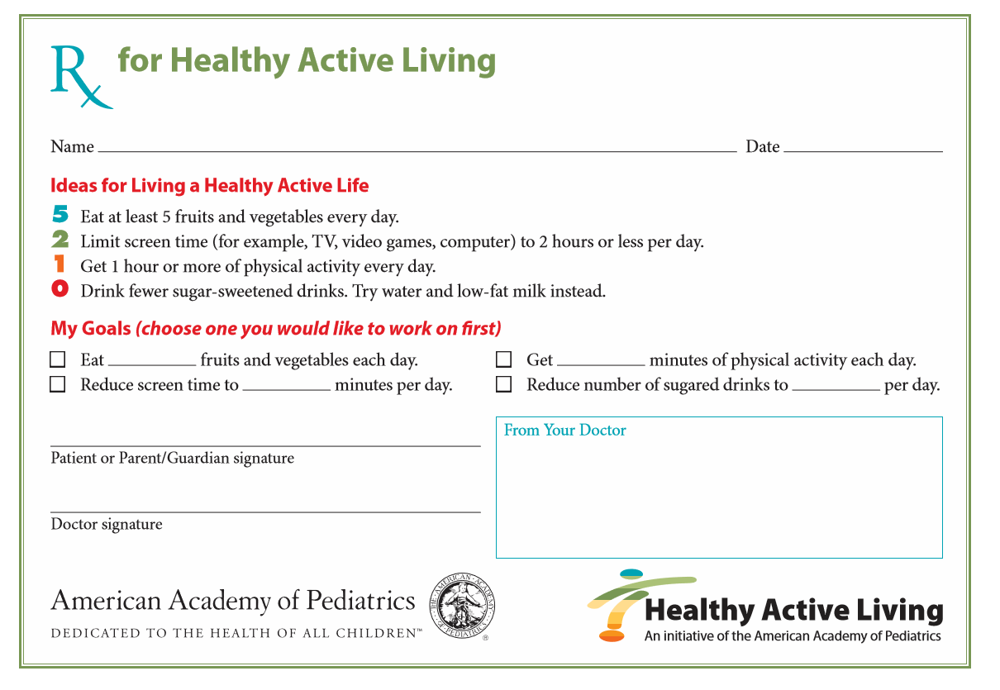 Rx for Healthy Active Living
Name Date
Ideas for Living a Healthy Active Life
5 Eat at least 5 fruits and vegetables every day.
2 Limit screen time (for example, TV, video games, computer) to 2 hours or less per day.
1 Get 1 hour or more of physical activity every day.
0 Drink fewer sugar-sweetened drinks. Try water and low-fat milk instead.
My Goals (choose one you would like to work on first)
Eat __________ fruits and vegetables each day.
Reduce screen time to __________ minutes per day.
Get __________ minutes of physical activity each day.
Reduce number of sugared drinks to __________ per day.
Patient or Parent/Guardian signature
Doctor signature
From Your Doctor
American Academy of Pediatrics
DEDICATED TO THE HEALTH OF ALL CHILDREN™
THE AMERICAN ACADEMY OF PEDIATRICS ®
Healthy Active Living
An initiative of the American Academy of Pediatrics